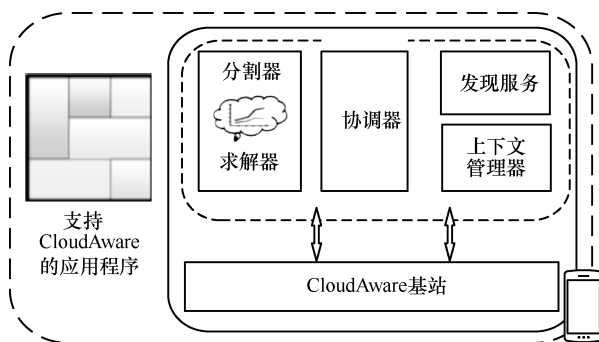 分割器
求解器
协调器
发现服务
上下文
管理器
支持
CloudAware
的应用程序
CloudAware基站